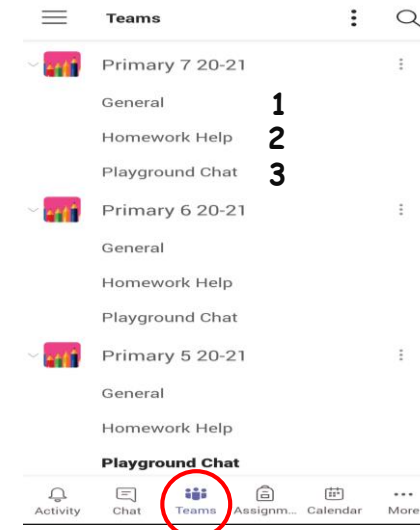 Teams
Primary 7 20-21
General 1
Homework Help 2
Playground Chat 3
Primary 6 20-21
General
Homework Help
Playground Chat
Primary 5 20-21
General
Homework Help
Playground Chat
Activity Chat Teams Assignm... Calendar More